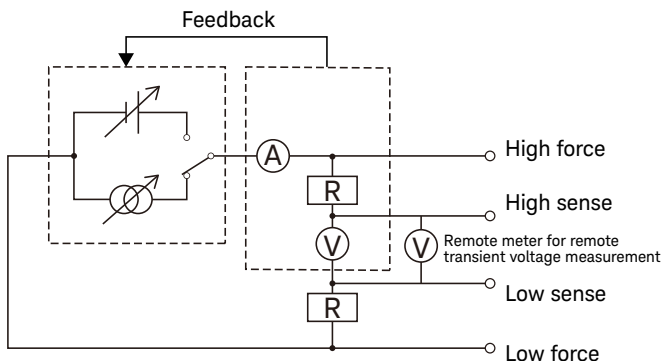 Feedback
A
High force
R
High sense
V
V
Remote meter for remote
transient voltage measurement
Low sense
R
Low force